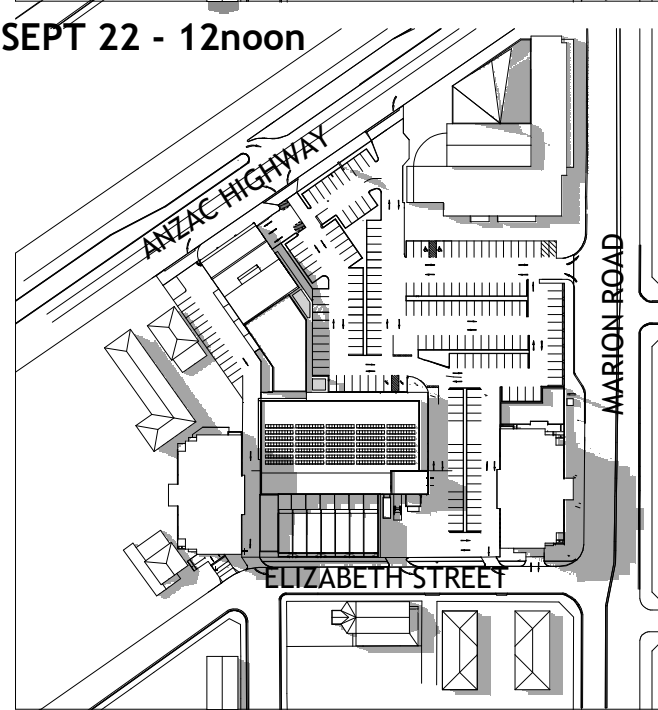 SEPT 22 - 12noon
ANZAC HIGHWAY
MARION ROAD
ELIZABETH STREET